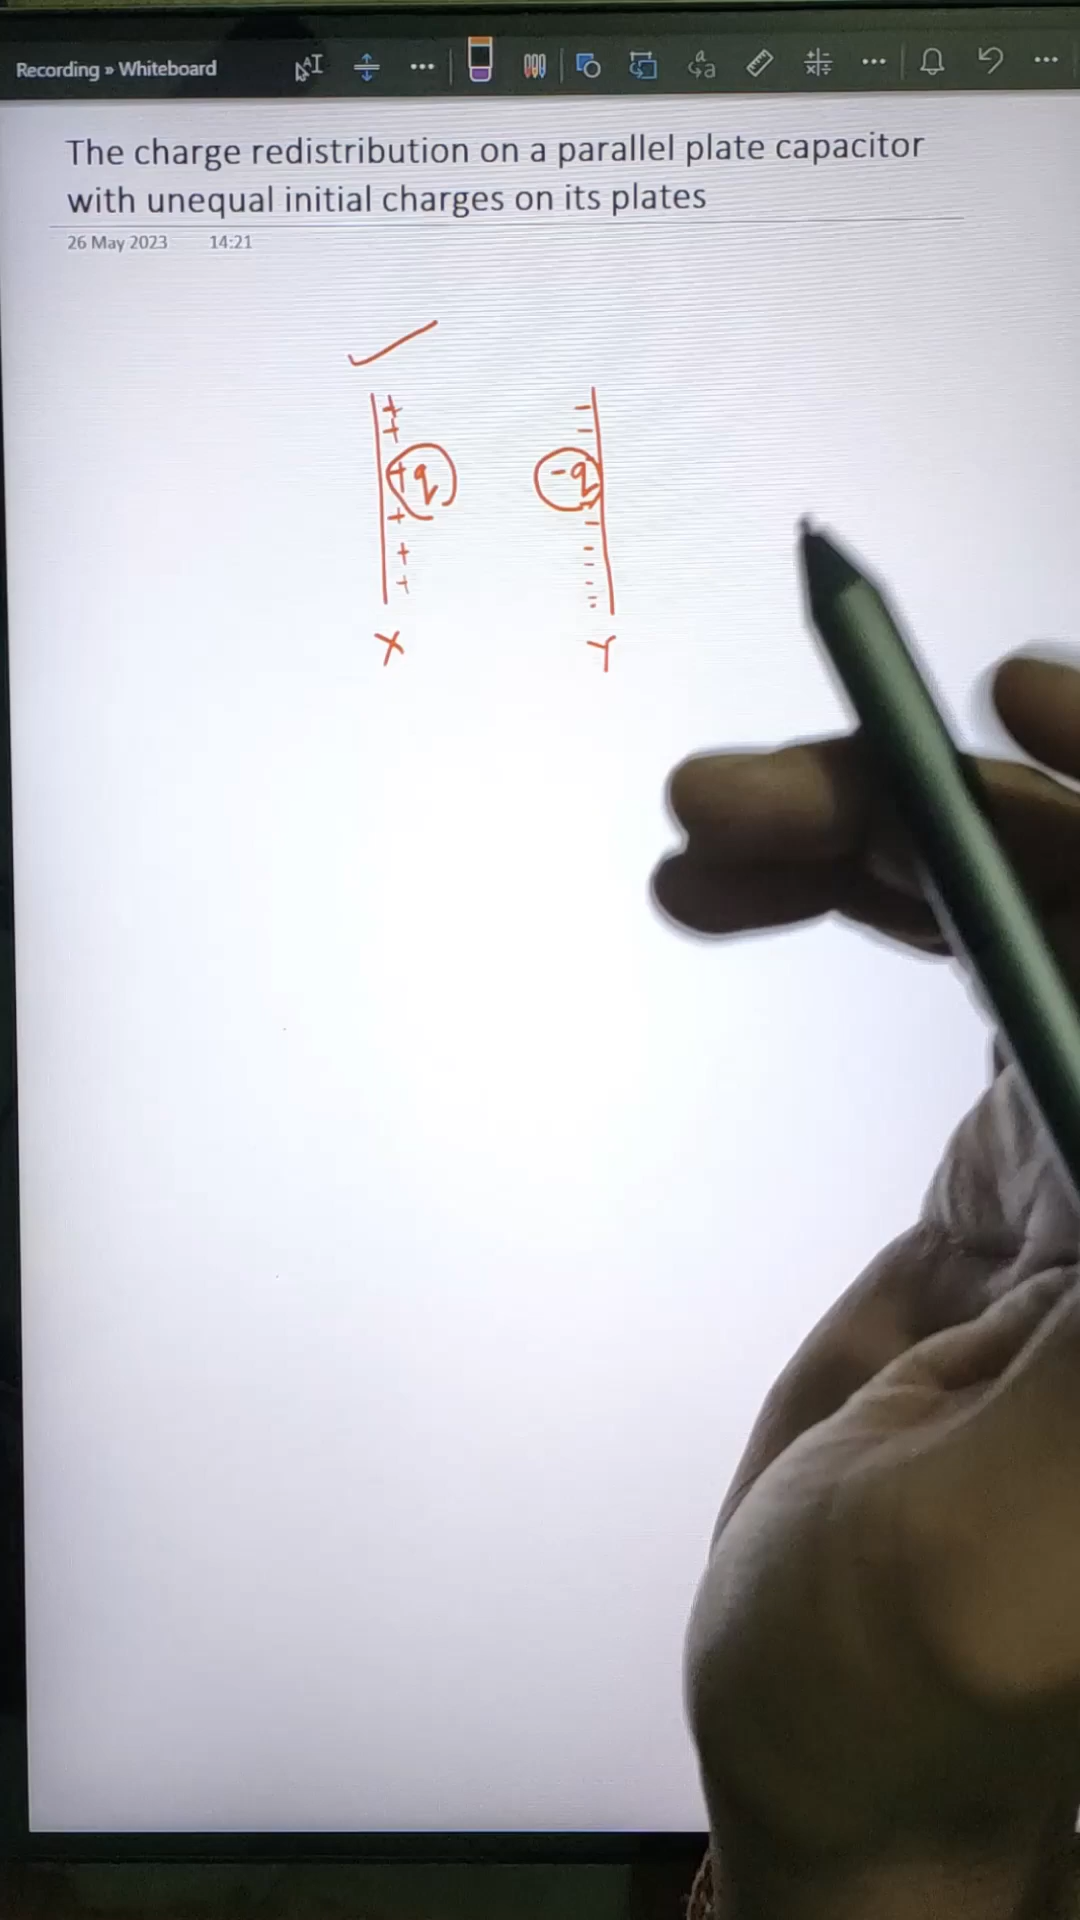 Recording » Whiteboard
The charge redistribution on a parallel plate capacitor
with unequal initial charges on its plates
26 May 2023 14:21
+q -q
X Y